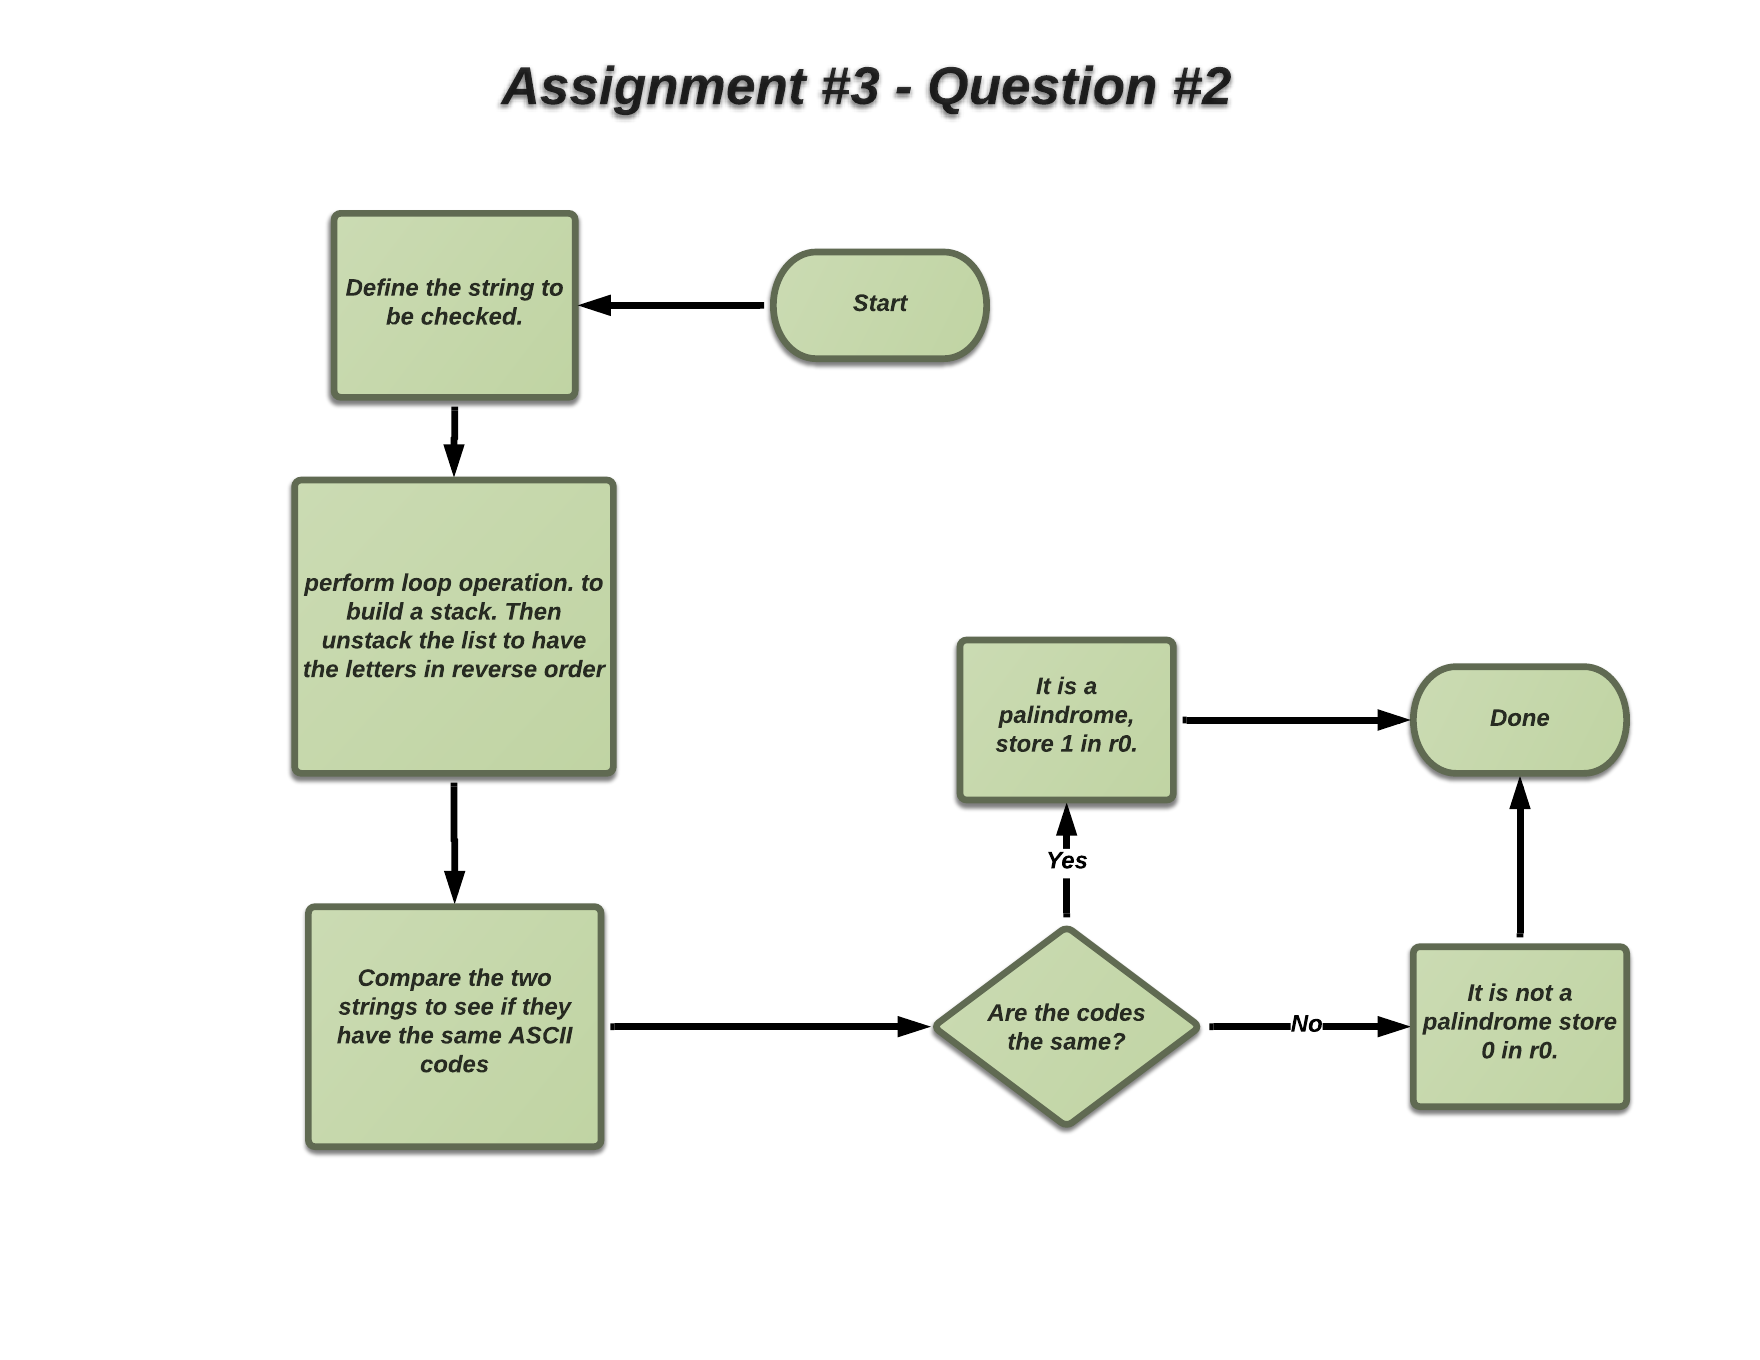 Assignment #3 - Question #2
Start
Define the string to
be checked.
perform loop operation. to
build a stack. Then
unstack the list to have
the letters in reverse order
Compare the two
strings to see if they
have the same ASCII
codes
Are the codes
the same?
Yes
It is a
palindrome,
store 1 in r0.
No
It is not a
palindrome store
0 in r0.
Done